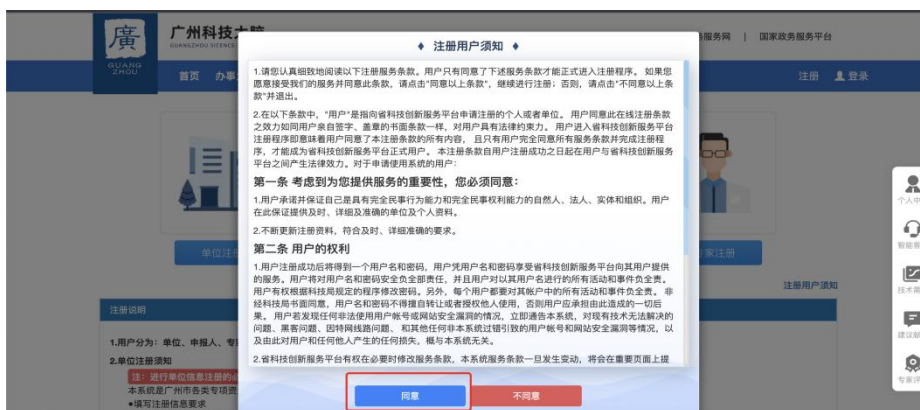 廣
GUANG
ZHOU
广州科技大脑
务服务网 | 国家政务服务平台
首页 办事
注册 登录
注册用户须知
1.请您认真细致地阅读以下注册服务条款。用户只有同意了下述服务条款才能正式进入注册程序。 如果您
愿意接受我们的服务并同意此条款，请点击"同意以上条款"，继续进行注册；否则，请点击"不同意以上条
款"并退出。
2.在以下条款中，"用户"是指向省科技创新服务平台申请注册的个人或者单位。 用户同意此在线注册条款
之效力如同用户亲自签字、盖章的书面条款一样，对用户具有法律约束力。 用户进入省科技创新服务平台
注册程序即意味着用户同意了本注册条款的所有内容， 且只有用户完全同意所有服务条款并完成注册程
序，才能成为省科技创新服务平台正式用户。 本注册条款自用户注册成功之日起在用户与省科技创新服务
平台之间产生法律效力。对于申请使用系统的用户：
第一条 考虑到为您提供服务的重要性，您必须同意：
1.用户承诺并保证自己是具有完全民事行为能力和完全民事权利能力的自然人、法人、实体和组织。用户
在此保证提供及时、详细及准确的单位及个人资料。
2.不断更新注册资料，符合及时、详细准确的要求。
第二条 用户的权利
1.用户注册成功后将得到一个用户名和密码，用户凭用户名和密码享受省科技创新服务平台向其用户提供
的服务。用户将对用户名和密码安全负全部责任，并且用户对以其用户名进行的所有活动和事件负全责。
用户有权根据科技局规定的程序修改密码。另外，每个用户都要对其帐户中的所有活动和事件负全责。 非
经科技局书面同意，用户名和密码不得擅自转让或者授权他人使用，否则用户应承担由此造成的一切后
果。 用户若发现任何非法使用用户帐号或网站安全漏洞的情况，立即通告本系统，对现有技术无法解决的
问题、黑客问题、因特网线路问题、 和其他任何非本系统过错引致的用户帐号和网站安全漏洞等情况，以
及由此对用户和任何他人产生的任何损失，概与本系统无关。
2.省科技创新服务平台有权在必要时修改服务条款，本系统服务条款一旦发生变动，将会在重要页面上提
同意
不同意
单位注册
专家注册
注册用户须知
注册说明
1.用户分为：单位、申报人、专
2.单位注册须知
注：进行单位信息注册的必
本系统是广州市各类专项资
●填写注册信息要求
个人中
智能客
技术需
建议献
专家评